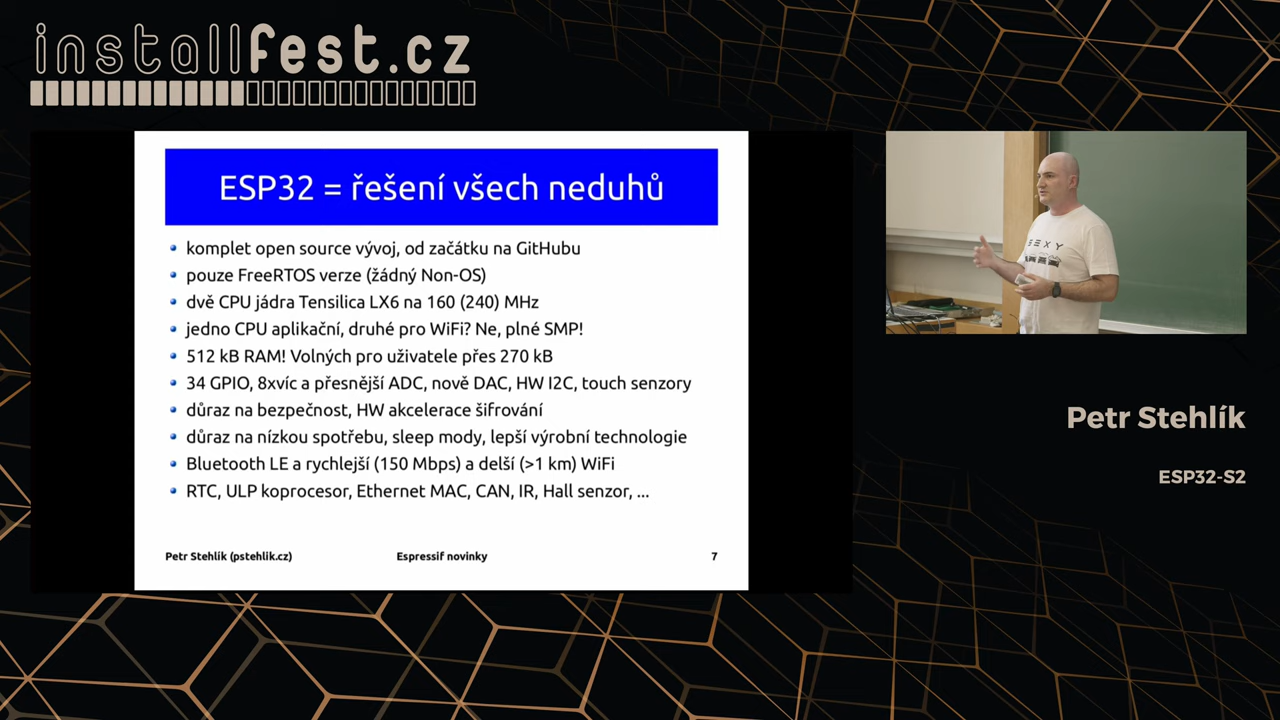 installfest.cz
ESP32 = řešení všech neduhů
komplet open source vývoj, od začátku na GitHubu
pouze FreeRTOS verze (žádný Non-OS)
dvě CPU jádra Tensilica LX6 na 160 (240) MHz
jedno CPU aplikační, druhé pro WiFi? Ne, plné SMP!
512 kB RAM! Volných pro uživatele přes 270 kB
34 GPIO, 8xvíc a přesnější ADC, nově DAC, HW I2C, touch senzory
důraz na bezpečnost, HW akcelerace šifrování
důraz na nízkou spotřebu, sleep mody, lepší výrobní technologie
Bluetooth LE a rychlejší (150 Mbps) a delší (>1 km) WiFi
RTC, ULP koprocesor, Ethernet MAC, CAN, IR, Hall senzor, ...
Petr Stehlík (pstehlik.cz)
Espressif novinky
7
Petr Stehlík
ESP32-S2